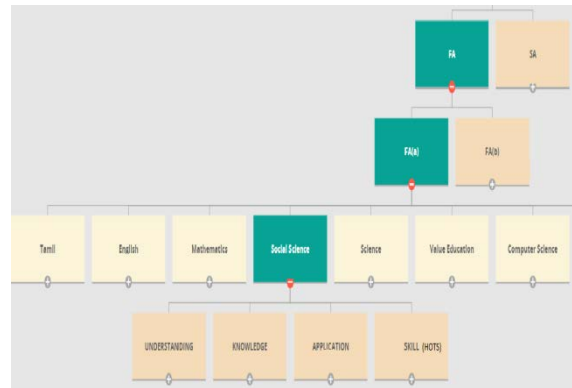 FA
SA
FA(a)
FA(b)
Tamil
English
Mathematics
Social Science
Science
Value Education
Computer Science
UNDERSTANDING
KNOWLEDGE
APPLICATION
SKILL (HOTS)